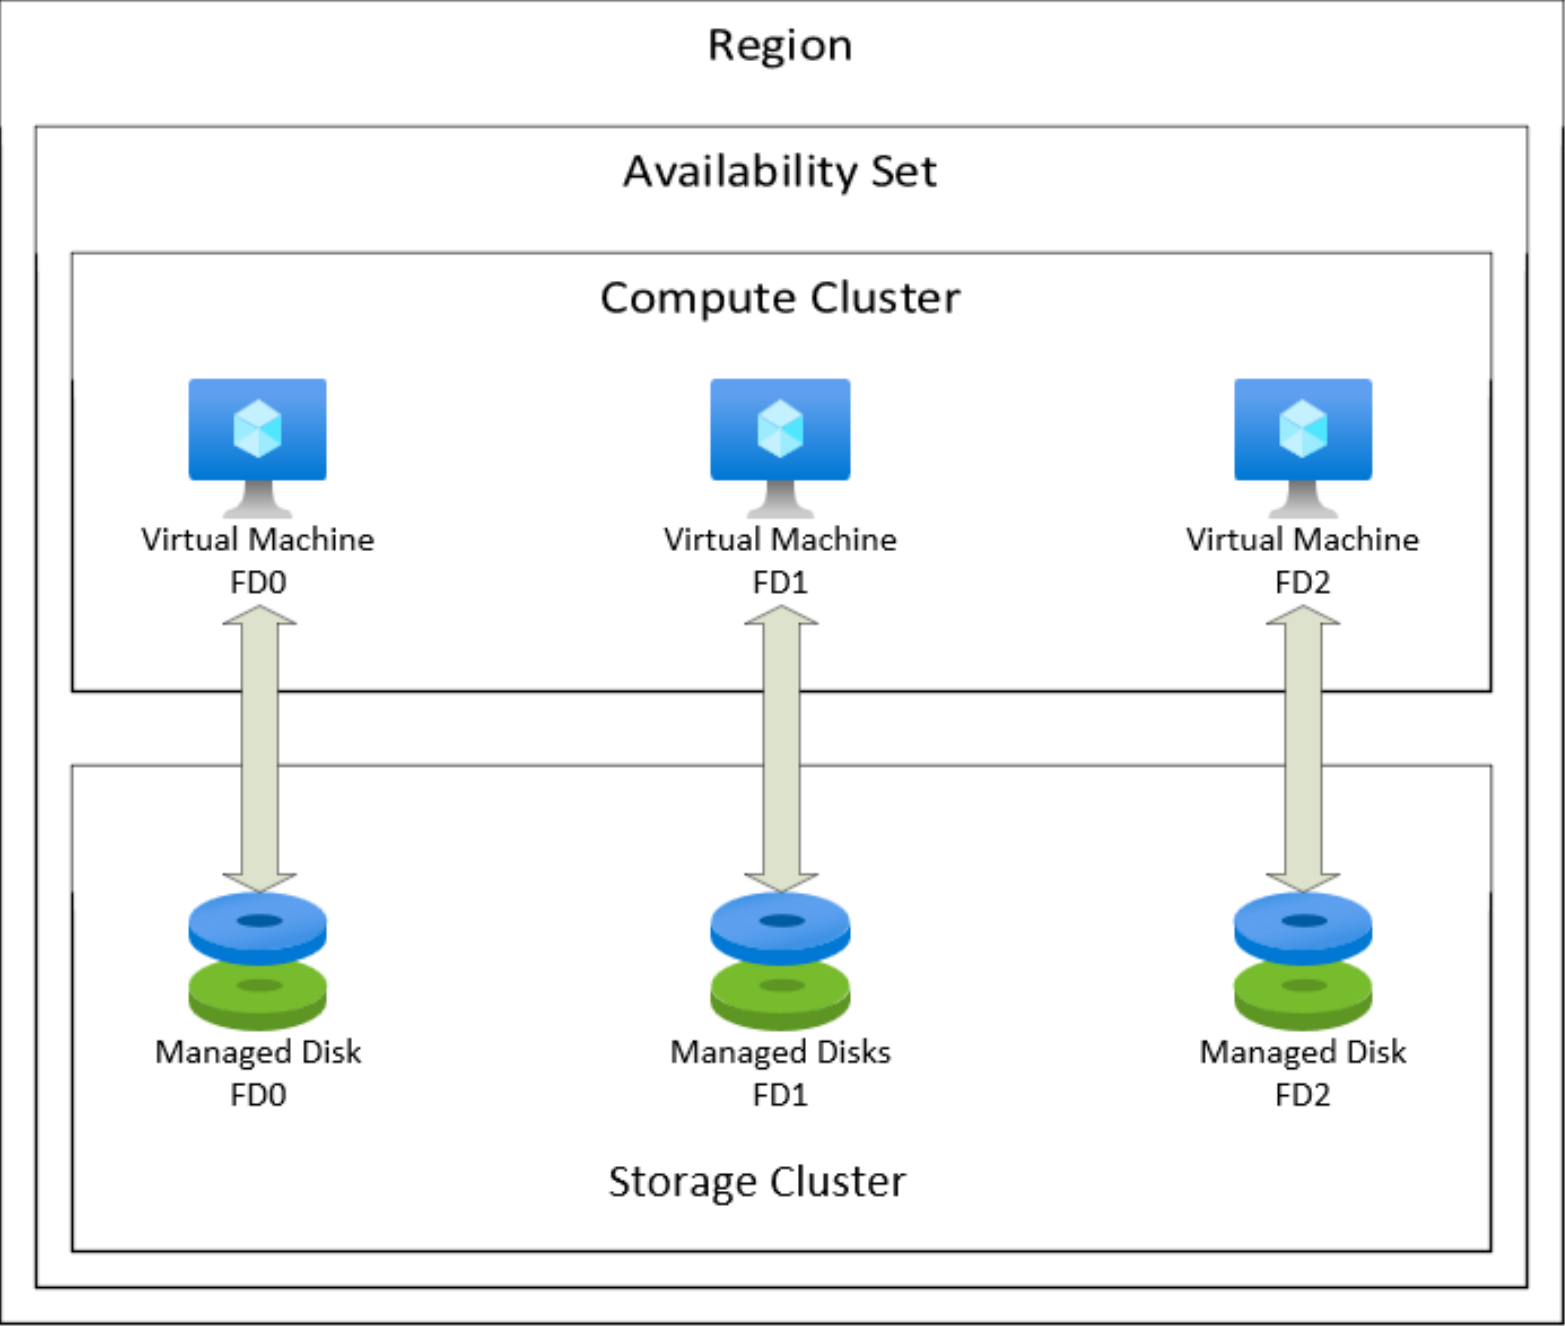 Region
Availability Set
Compute Cluster
Virtual Machine
FD0
Virtual Machine
FD1
Virtual Machine
FD2
Managed Disk
FD0
Managed Disks
FD1
Managed Disk
FD2
Storage Cluster